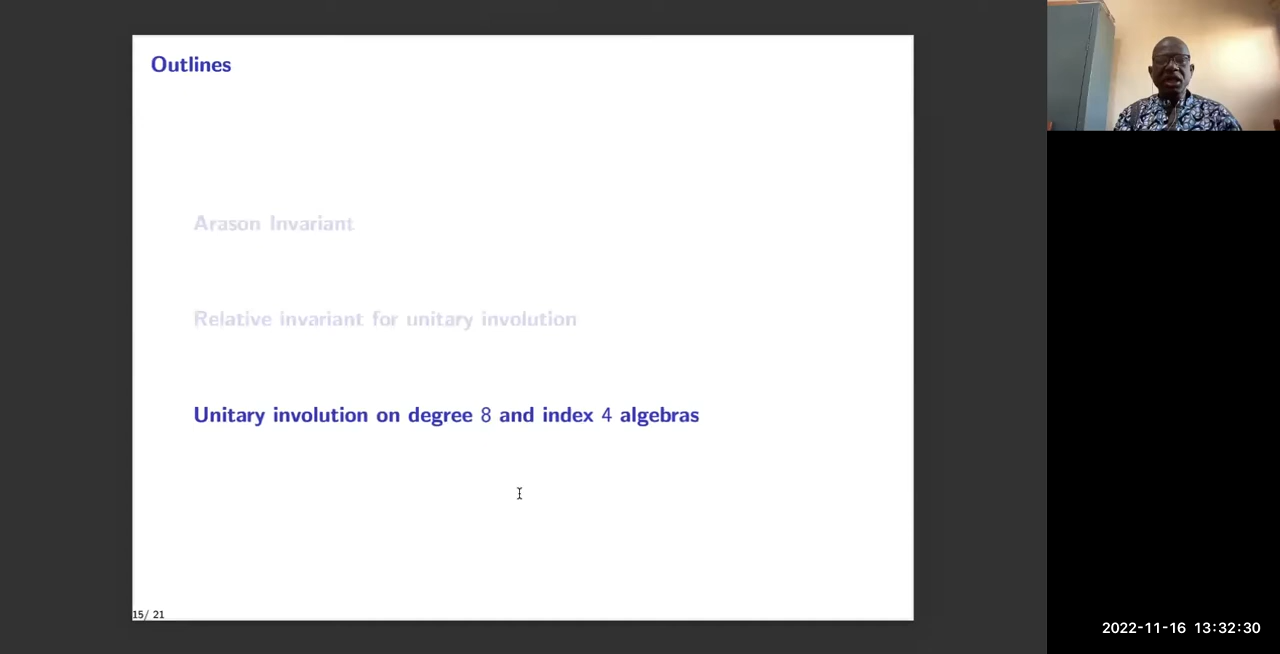 Outlines
Arason Invariant
Relative invariant for unitary involution
Unitary involution on degree 8 and index 4 algebras
15/ 21
2022-11-16 13:32:30